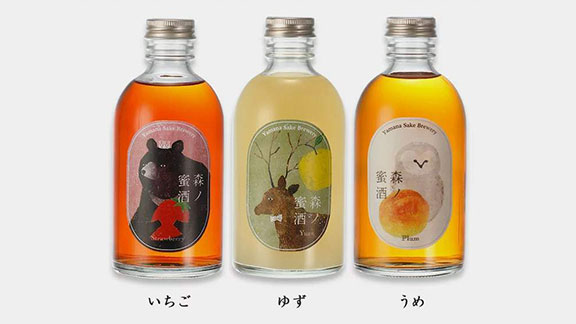 Yamana Sake Brewery
森ノ
蜜酒
Strawberry
いちご
Yamana Sake Brewery
森ノ
蜜酒
Yuzu
ゆず
Yamana Sake Brewery
森ノ
蜜酒
Plum
うめ